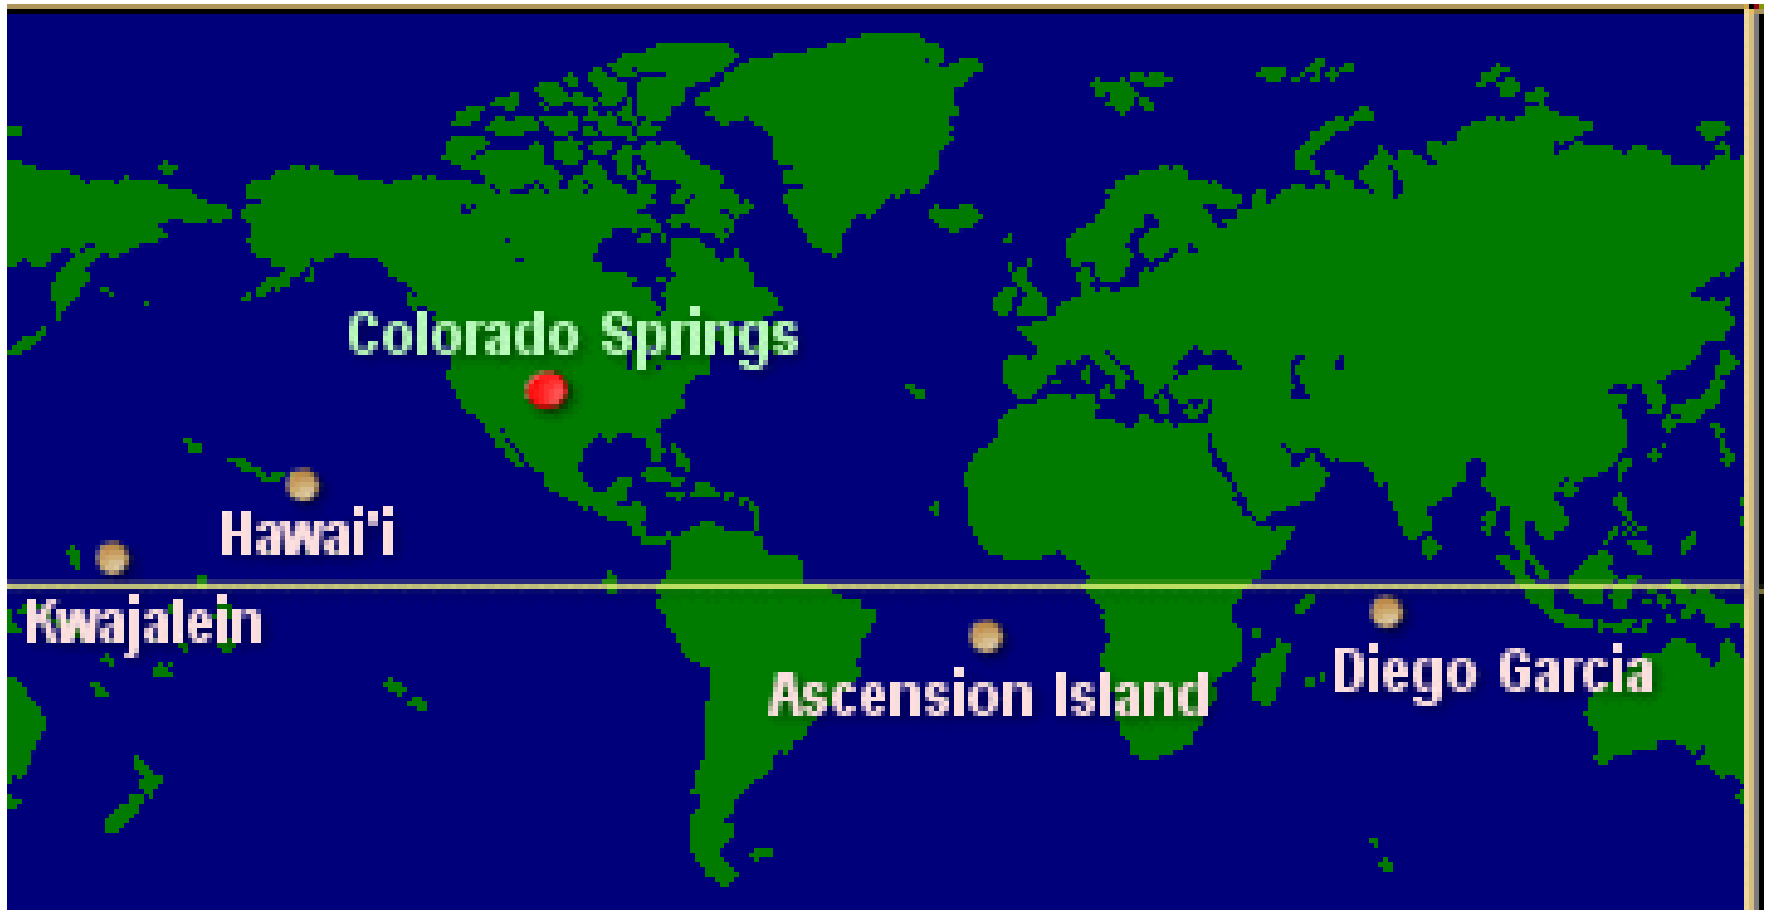 Colorado Springs
Hawai'i
Kwajalein
Ascension Island
Diego Garcia